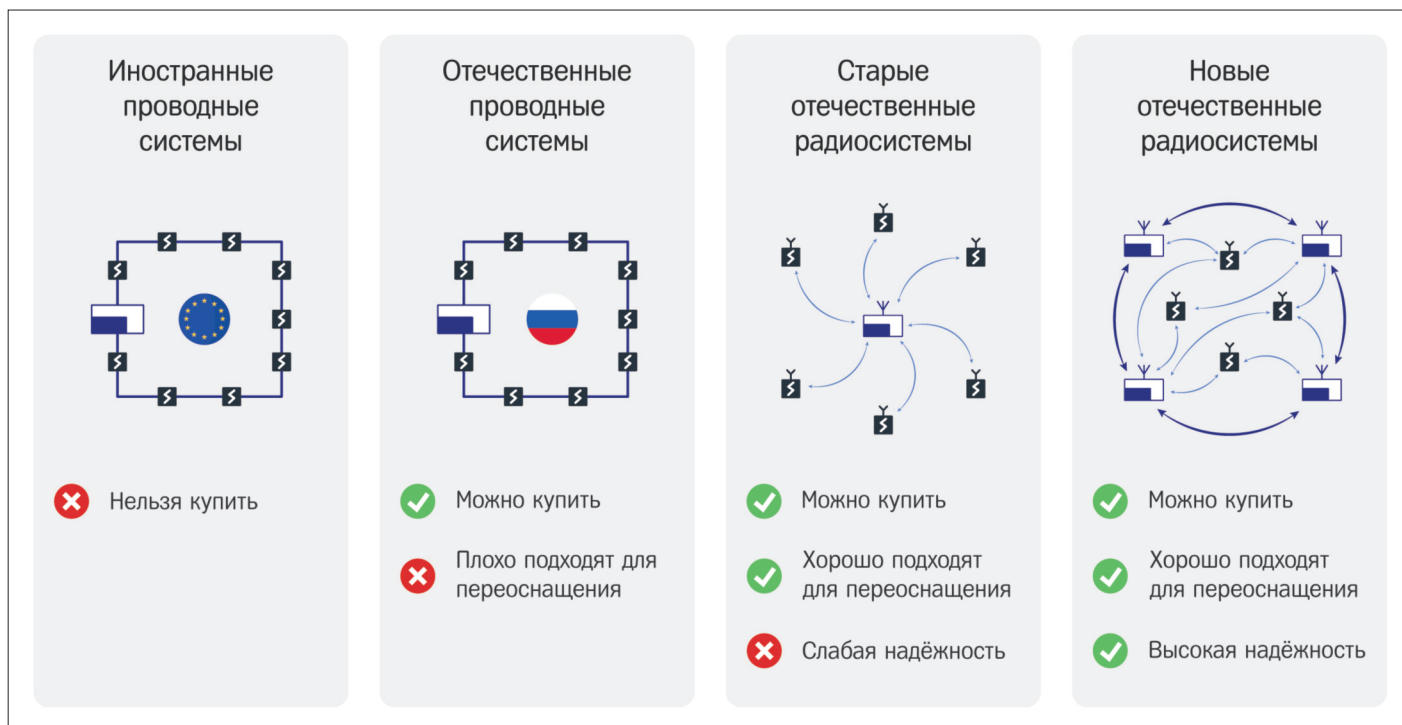 Иностранные
проводные
системы
Нельзя купить
Отечественные
проводные
системы
Можно купить
Плохо подходят для
переоснащения
Старые
отечественные
радиосистемы
Можно купить
Хорошо подходят
для переоснащения
Слабая надёжность
Новые
отечественные
радиосистемы
Можно купить
Хорошо подходят
для переоснащения
Высокая надёжность